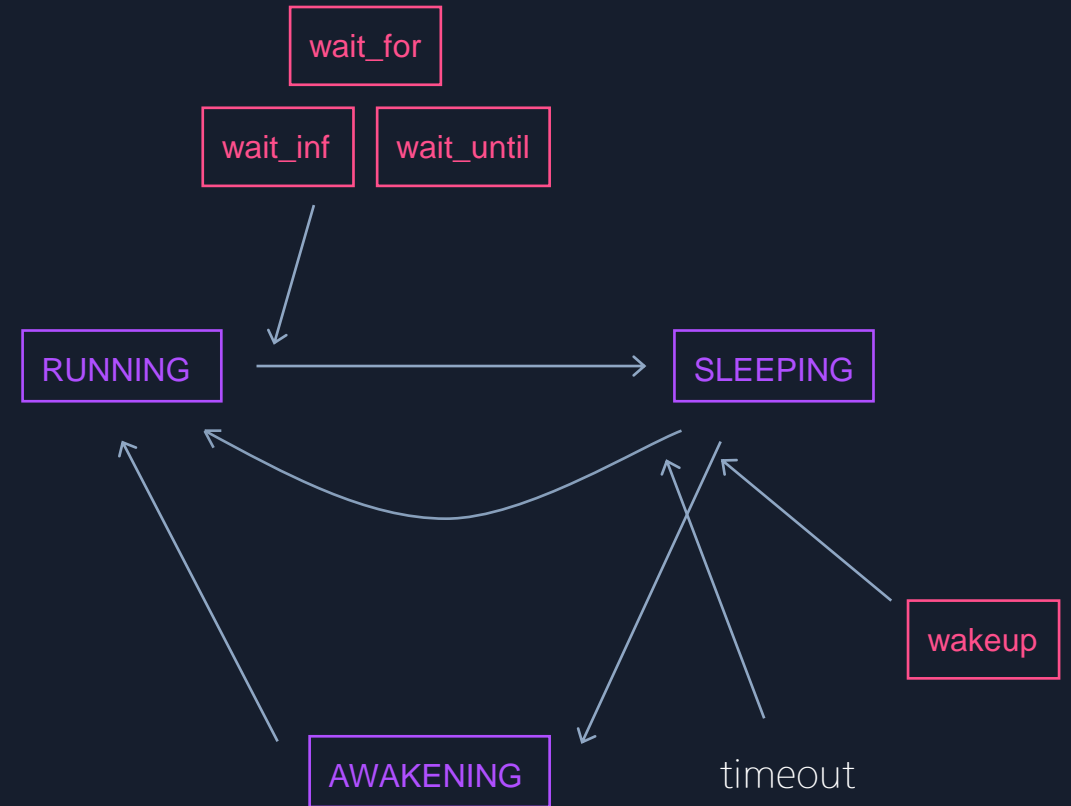 wait_for
wait_inf
wait_until
RUNNING
SLEEPING
wakeup
AWAKENING
timeout